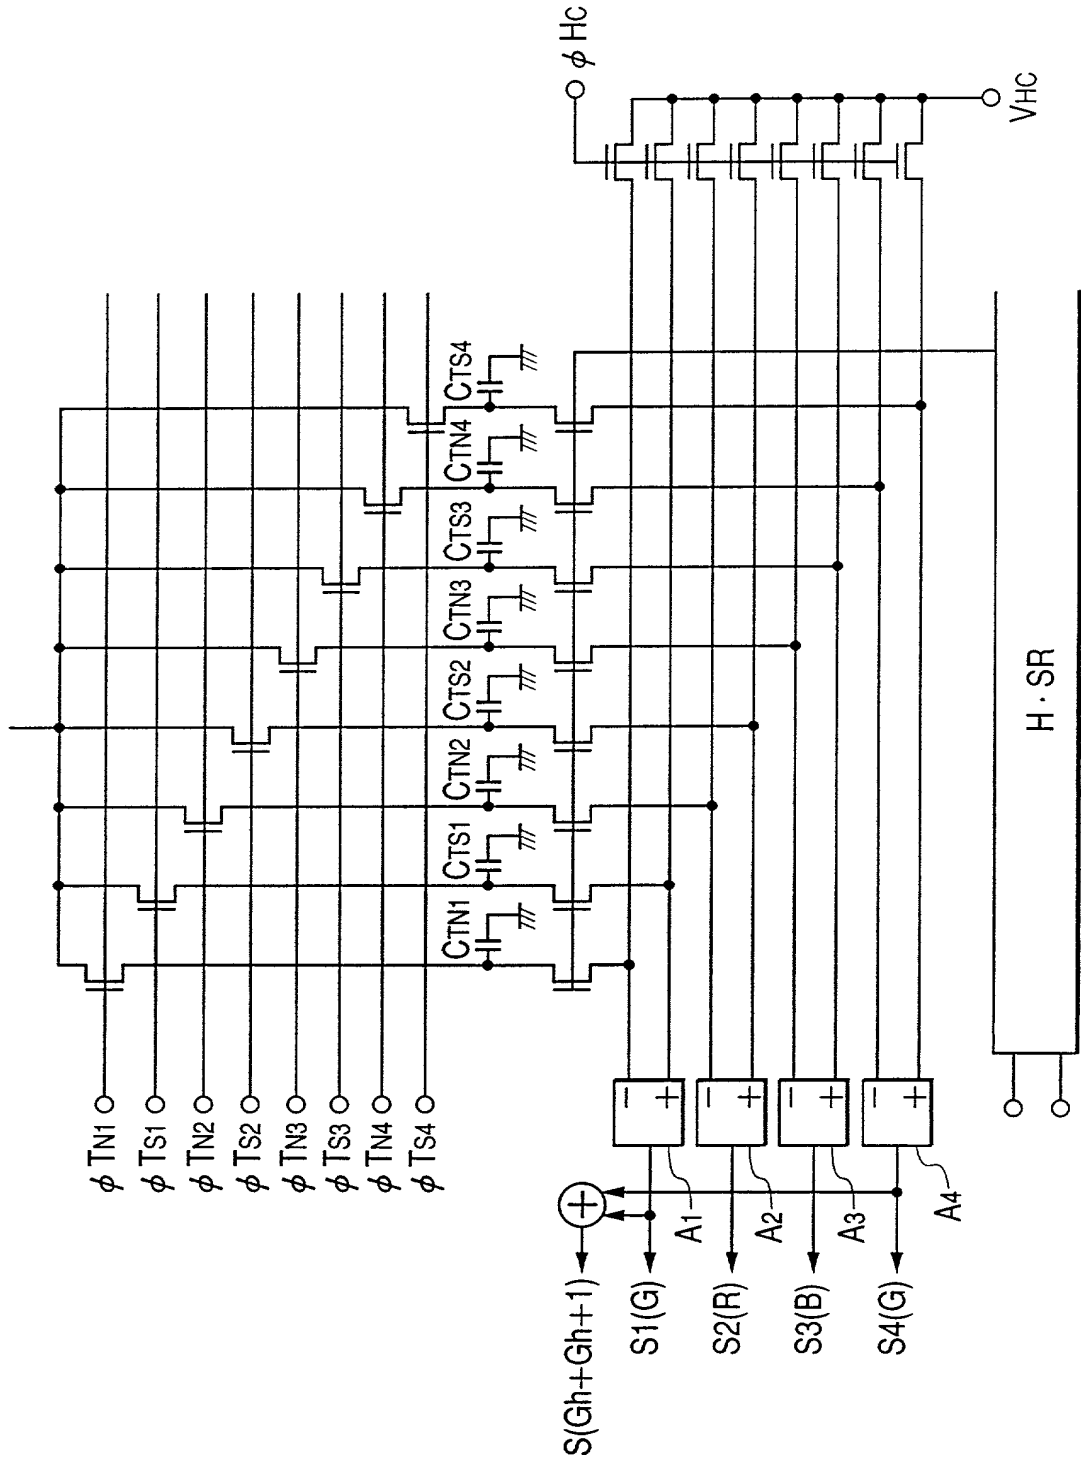 φ HC
VHC
CTS4
CTN4
CTS3
CTN3
CTS2
CTN2
CTS1
CTN1
φ TN1
φ TS1
φ TN2
φ TS2
φ TN3
φ TS3
φ TN4
φ TS4
H · SR
− +
− +
− +
− +
A1
A2
A3
A4
+
S(Gh+Gh+1)
S1(G)
S2(R)
S3(B)
S4(G)